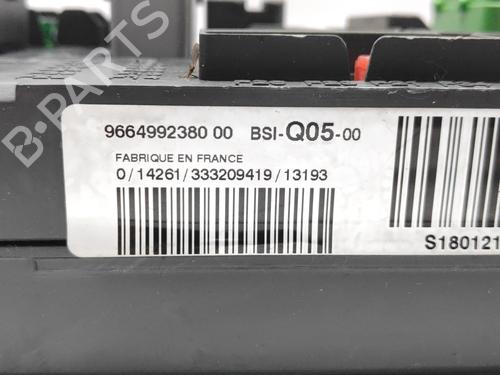 B-PARTS
9664992380 00 BSI-Q05-00
FABRIQUE EN FRANCE
0/14261/333209419/13193
S180121